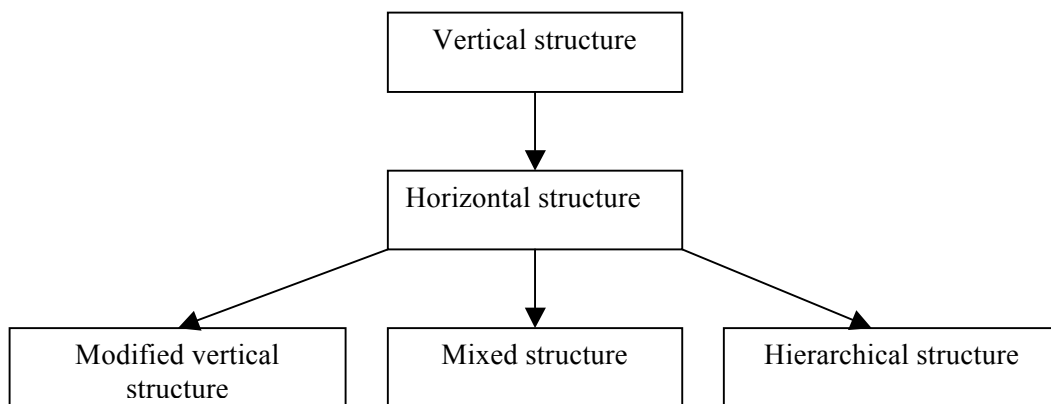 Vertical structure
Horizontal structure
Modified vertical
structure
Mixed structure
Hierarchical structure